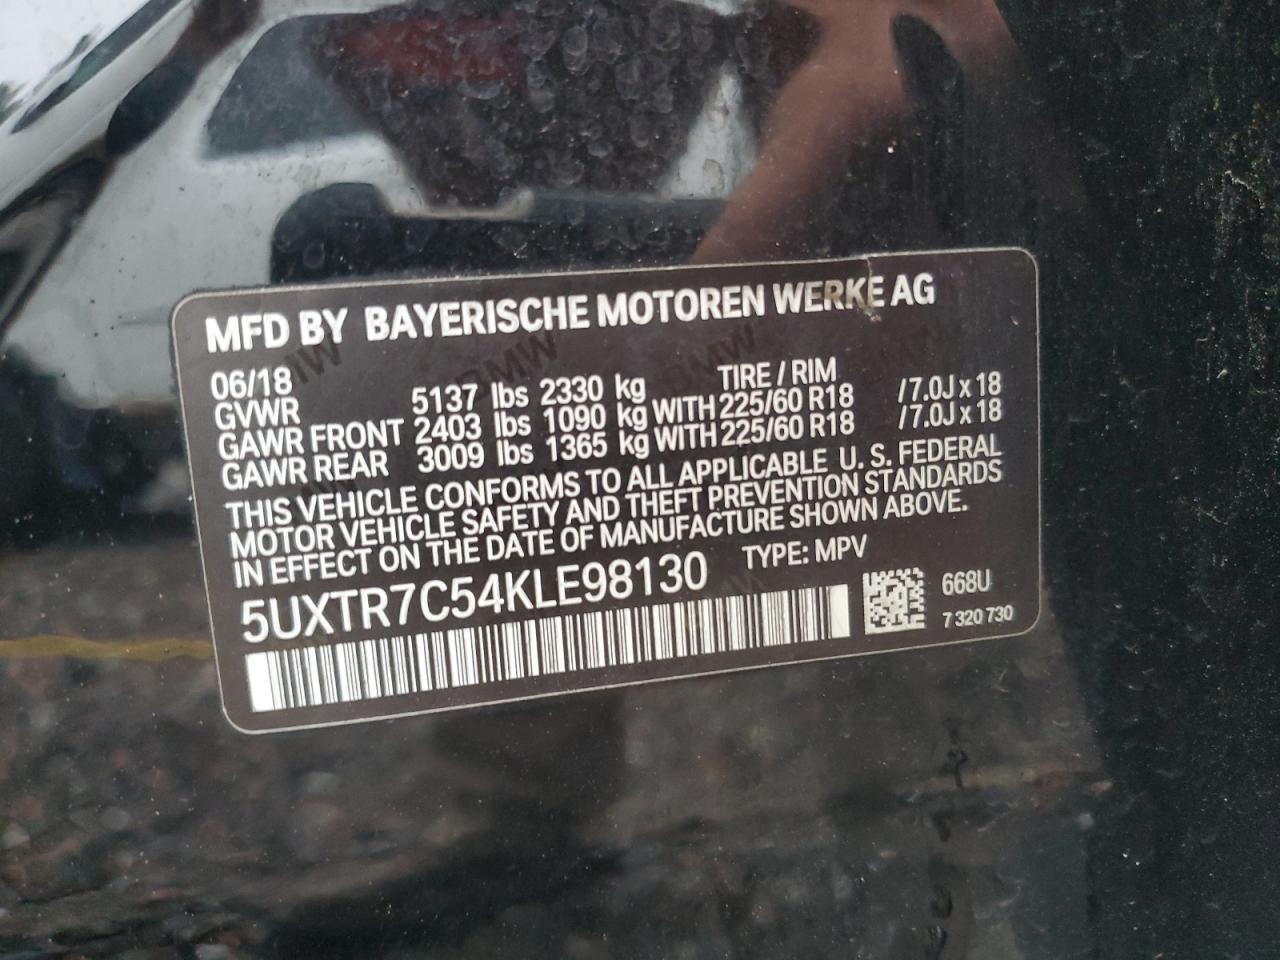 MFD BY BAYERISCHE MOTOREN WERKE AG
06/18 TIRE / RIM
GVWR 5137 lbs 2330 kg
GAWR FRONT 2403 lbs 1090 kg WITH 225/60 R18 /7.0J x 18
GAWR REAR 3009 lbs 1365 kg WITH 225/60 R18 /7.0J x 18
THIS VEHICLE CONFORMS TO ALL APPLICABLE U. S. FEDERAL
MOTOR VEHICLE SAFETY AND THEFT PREVENTION STANDARDS
IN EFFECT ON THE DATE OF MANUFACTURE SHOWN ABOVE.
5UXTR7C54KLE98130 TYPE: MPV
668U
7 320 730